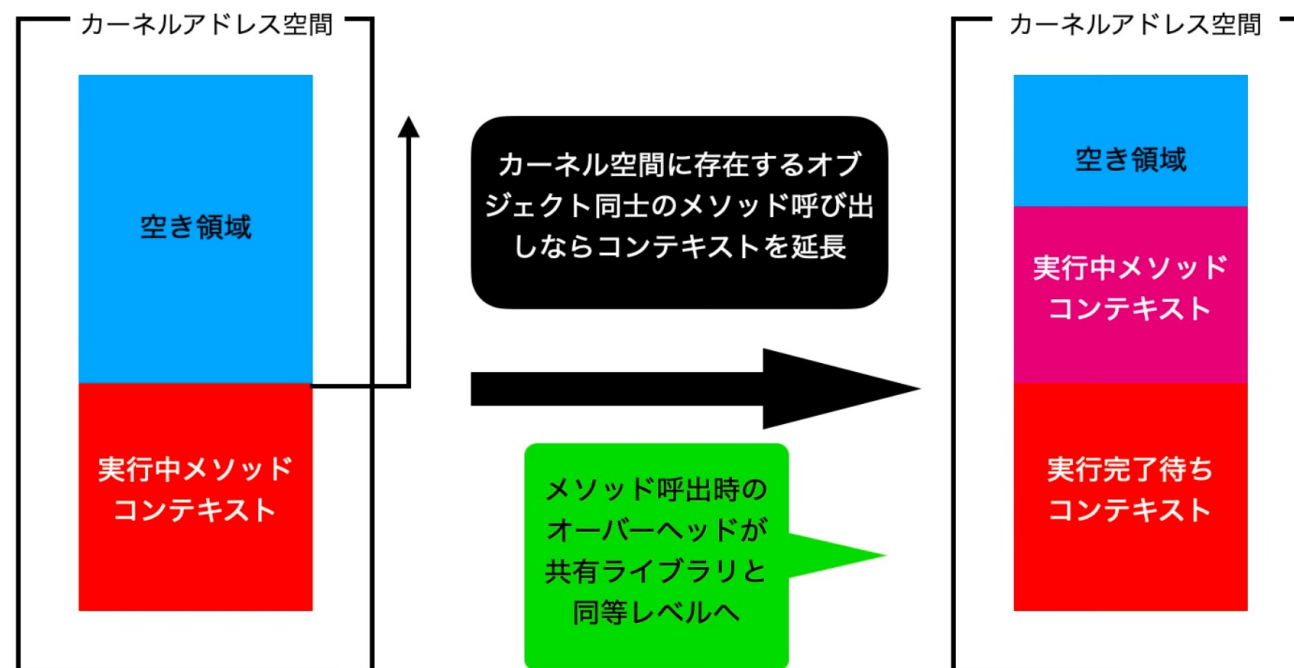 カーネルアドレス空間
空き領域
実行中メソッド
コンテキスト
カーネル空間に存在するオブ
ジェクト同士のメソッド呼び出
しならコンテキストを延長
メソッド呼出時の
オーバーヘッドが
共有ライブラリと
同等レベルへ
カーネルアドレス空間
空き領域
実行中メソッド
コンテキスト
実行完了待ち
コンテキスト